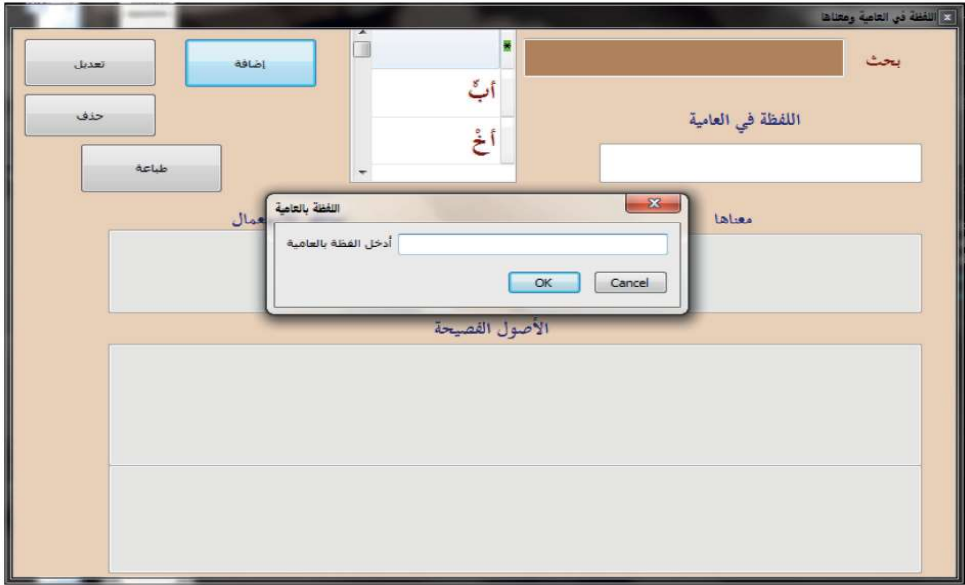 اللفظة في العامية ومعناها
بحث
إضافة
تعديل
أبّ
حذف
اللفظة في العامية
أخْ
طباعة
اللفظة بالعامية
معناها
أدخل الفظة بالعامية
OK
Cancel
الأصول الفصيحة